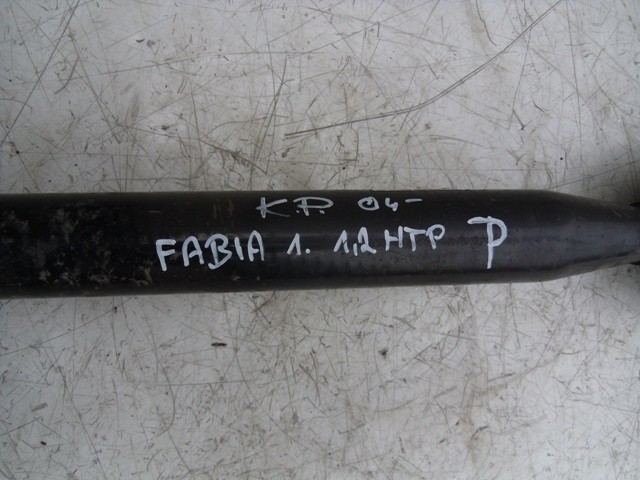 K.P. 04-
FABIA 1. 1,2 HTP P